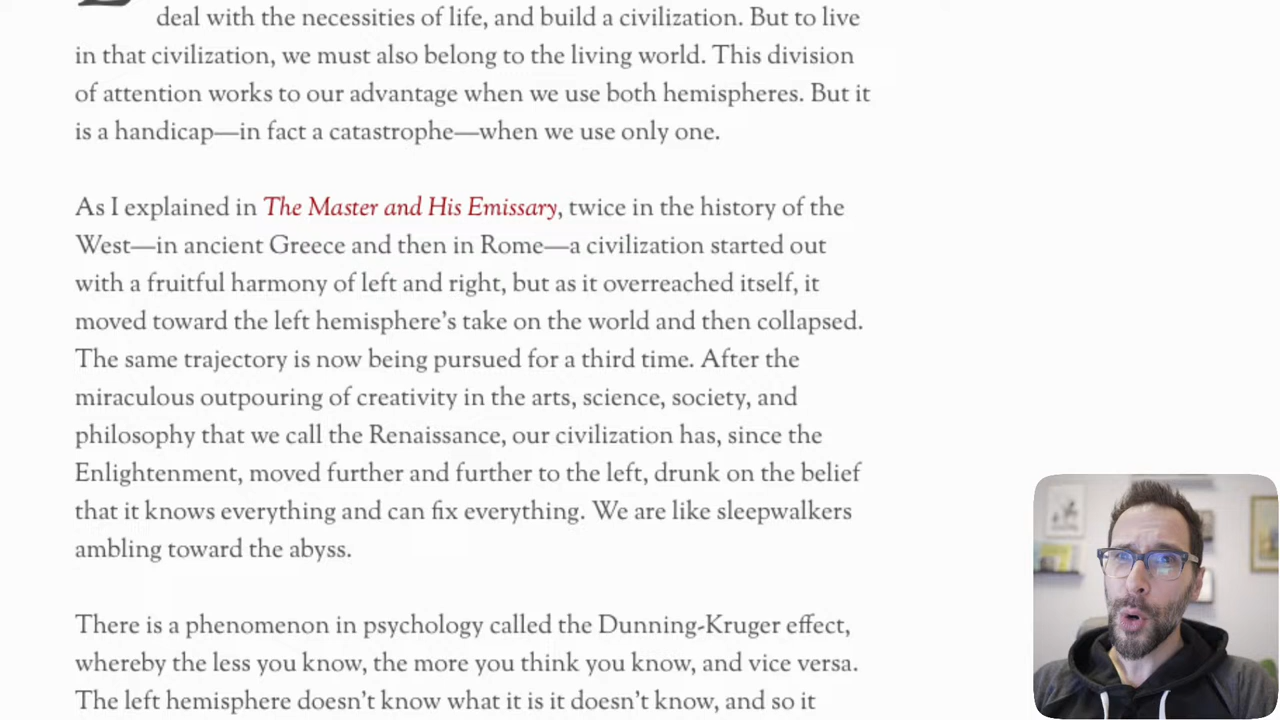 deal with the necessities of life, and build a civilization. But to live
in that civilization, we must also belong to the living world. This division
of attention works to our advantage when we use both hemispheres. But it
is a handicap—in fact a catastrophe—when we use only one.
As I explained in The Master and His Emissary, twice in the history of the
West—in ancient Greece and then in Rome—a civilization started out
with a fruitful harmony of left and right, but as it overreached itself, it
moved toward the left hemisphere's take on the world and then collapsed.
The same trajectory is now being pursued for a third time. After the
miraculous outpouring of creativity in the arts, science, society, and
philosophy that we call the Renaissance, our civilization has, since the
Enlightenment, moved further and further to the left, drunk on the belief
that it knows everything and can fix everything. We are like sleepwalkers
ambling toward the abyss.
There is a phenomenon in psychology called the Dunning-Kruger effect,
whereby the less you know, the more you think you know, and vice versa.
The left hemisphere doesn't know what it is it doesn't know, and so it